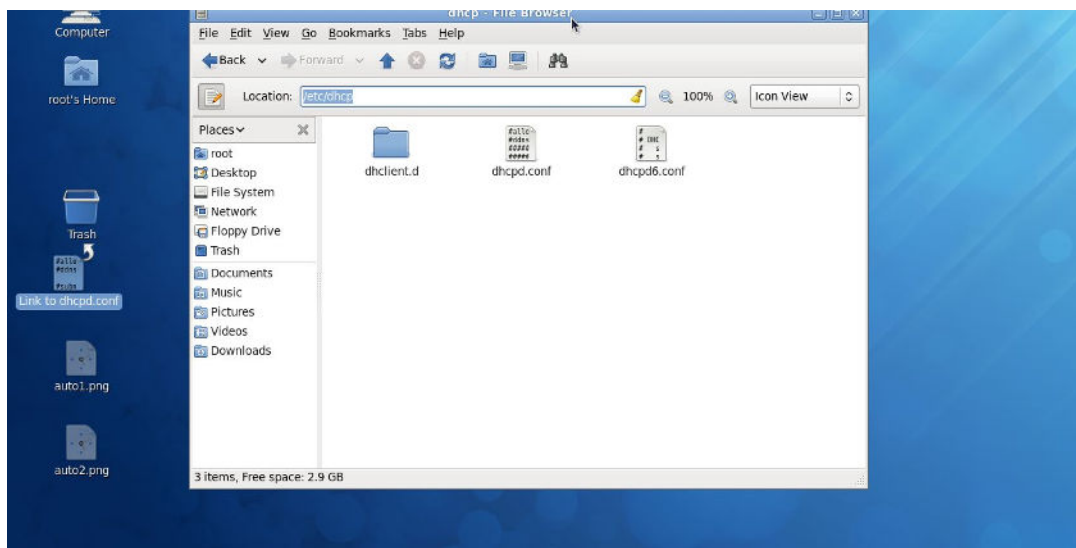 Computer
root's Home
Trash
Link to dhcpd.conf
auto1.png
auto2.png
dhcp - File Browser
File Edit View Go Bookmarks Tabs Help
Back Forward
Location: /etc/dhcp 100% Icon View
Places
root
Desktop
File System
Network
Floppy Drive
Trash
Documents
Music
Pictures
Videos
Downloads
dhclient.d dhcpd.conf dhcpd6.conf
3 items, Free space: 2.9 GB